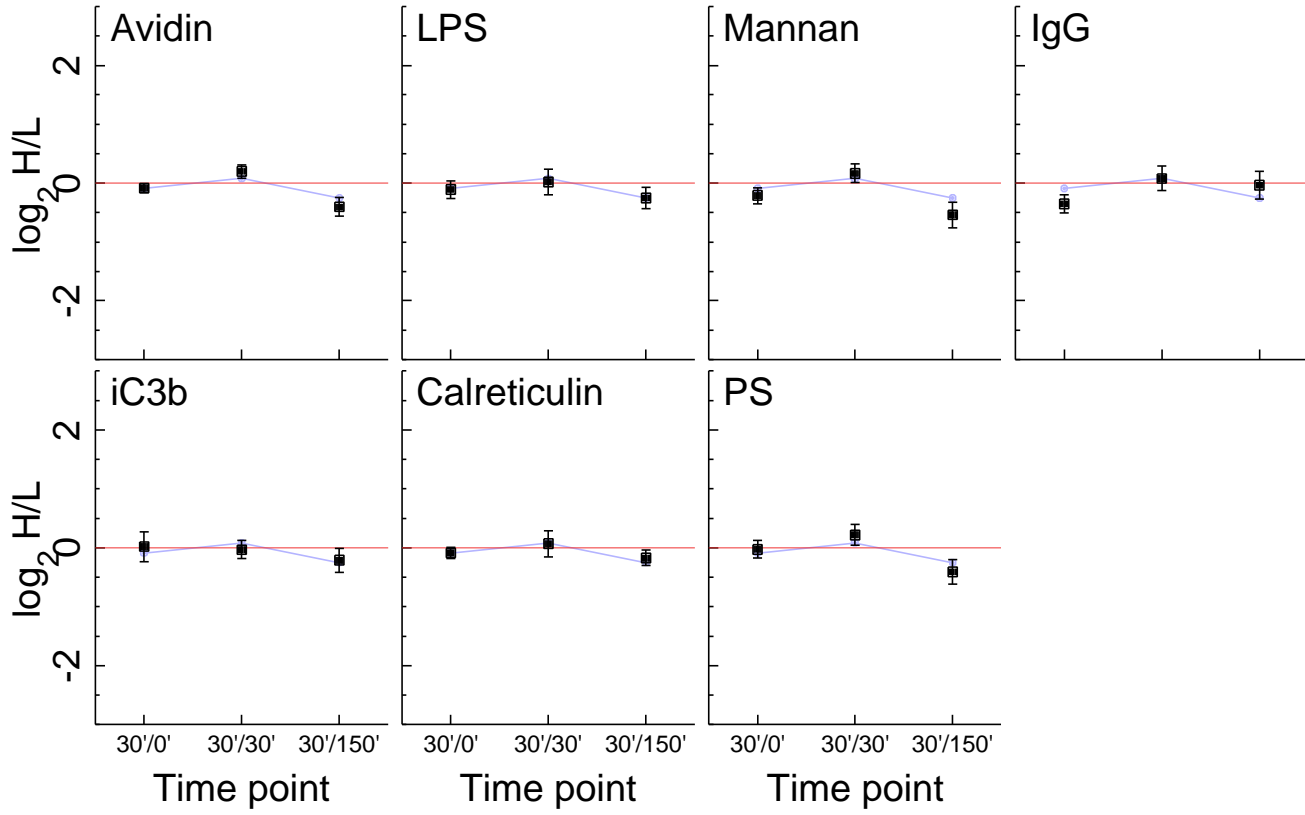 Avidin
LPS
Mannan
IgG
2
0
-2
log2 H/L
iC3b
Calreticulin
PS
2
0
-2
log2 H/L
30'/0' 30'/30' 30'/150'
30'/0' 30'/30' 30'/150'
30'/0' 30'/30' 30'/150'
Time point
Time point
Time point